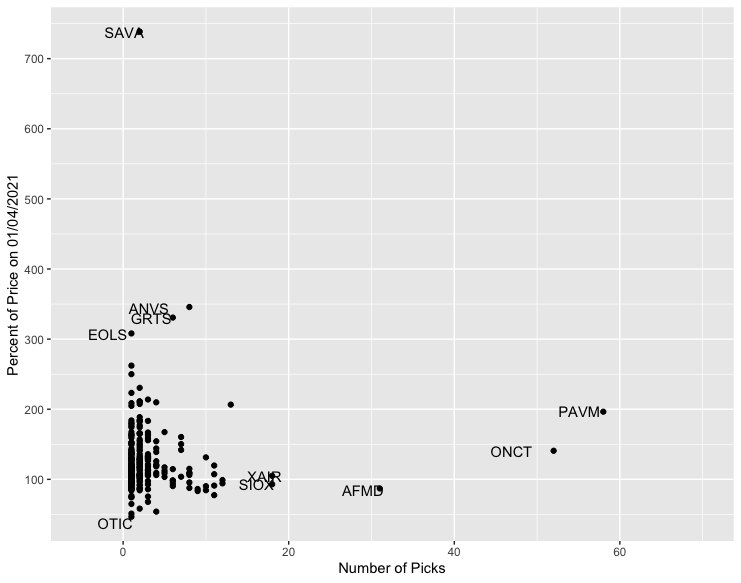 SAVA
700
600
500
400
ANVS
GRTS
300
EOLS
200
PAVM
ONCT
100
XAIR
SIOX
AFMD
OTIC
0
20
40
60
Number of Picks
Percent of Price on 01/04/2021